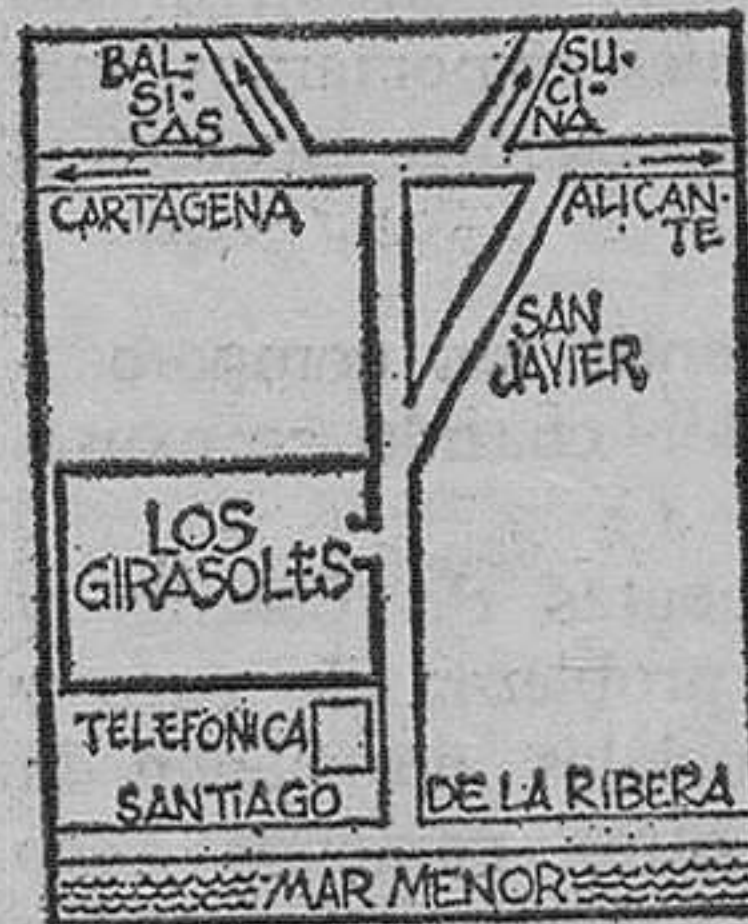 BAL-
SI-
CAS
SU-
CI-
NA
CARTAGENA
ALICAN-
TE
SAN
JAVIER
LOS
GIRASOLES
TELEFONICA
SANTIAGO DE LA RIBERA
MAR MENOR